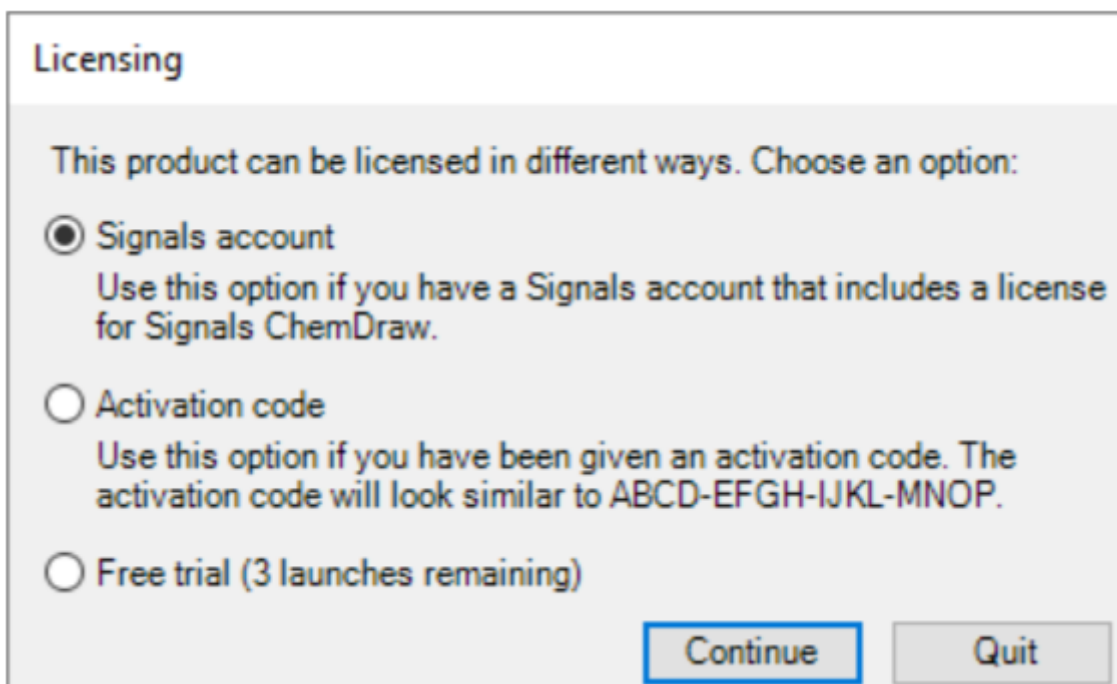 Licensing
This product can be licensed in different ways. Choose an option:
Signals account
Use this option if you have a Signals account that includes a license
for Signals ChemDraw.
Activation code
Use this option if you have been given an activation code. The
activation code will look similar to ABCD-EFGH-IJKL-MNOP.
Free trial (3 launches remaining)
Continue Quit